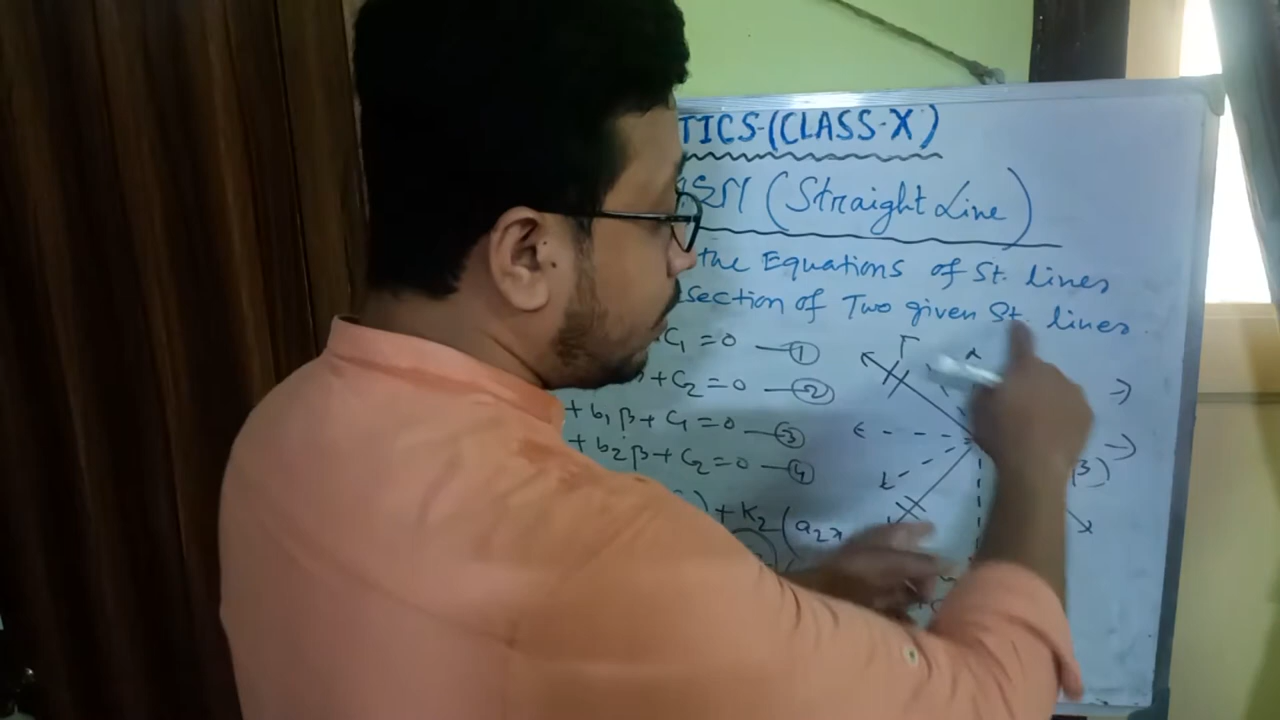 TICS-(CLASS-X)
(Straight Line)
the Equations of St. lines
section of Two given St. lines.
C₁ = 0 — ①
+ C₂ = 0 — ②
+ b₁β + C₁ = 0 — ③
+ b₂β + C₂ = 0 — ④
) + K₂ (a₂x
β)